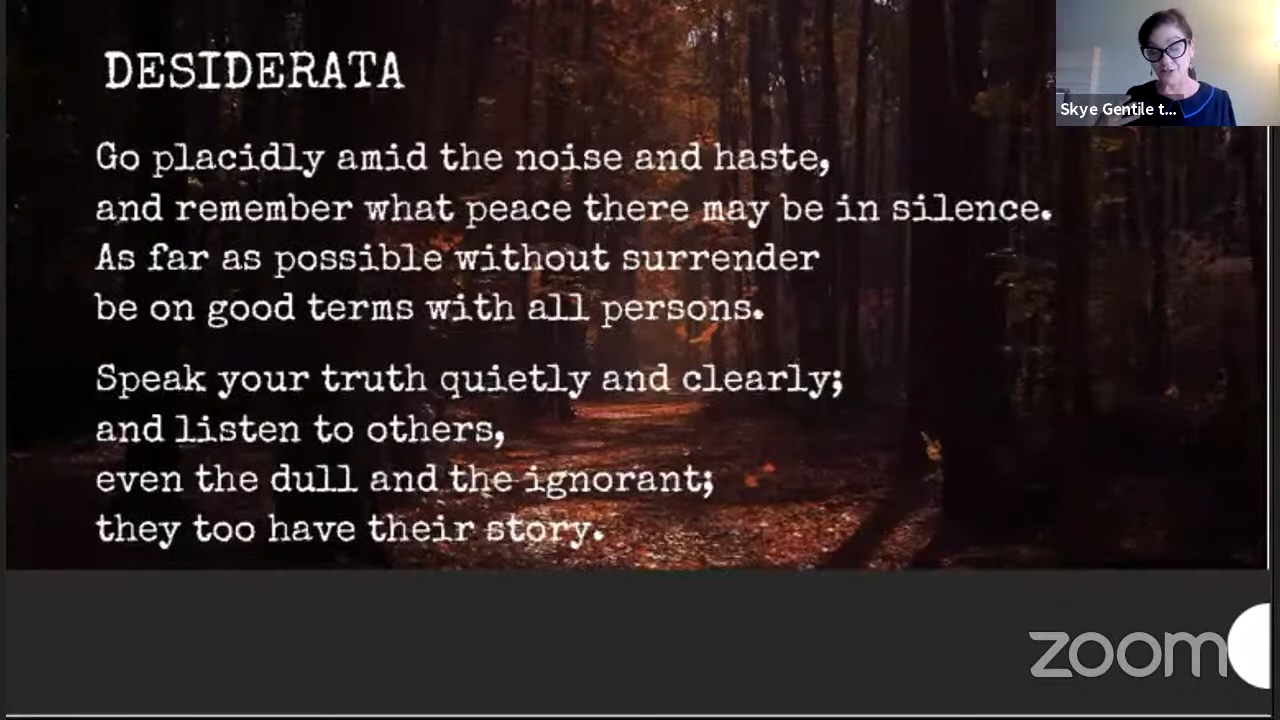 DESIDERATA
Skye Gentile t...
Go placidly amid the noise and haste,
and remember what peace there may be in silence.
As far as possible without surrender
be on good terms with all persons.
Speak your truth quietly and clearly;
and listen to others,
even the dull and the ignorant;
they too have their story.
zoom